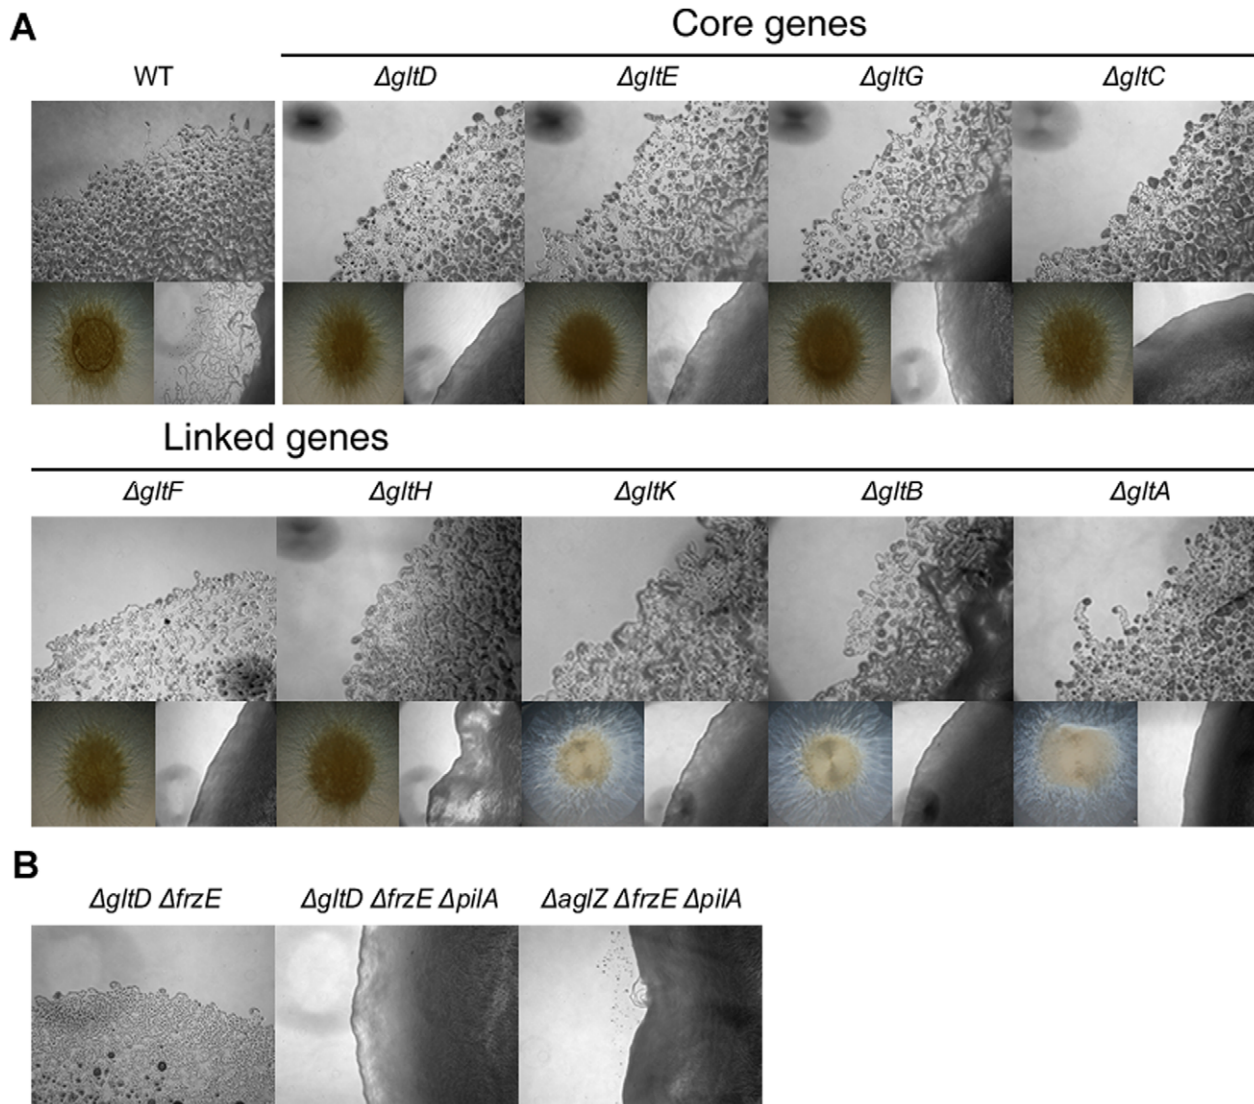 A
Core genes
WT
ΔgltD
ΔgltE
ΔgltG
ΔgltC
Linked genes
ΔgltF
ΔgltH
ΔgltK
ΔgltB
ΔgltA
B
ΔgltD ΔfrzE
ΔgltD ΔfrzE ΔpilA
ΔaglZ ΔfrzE ΔpilA